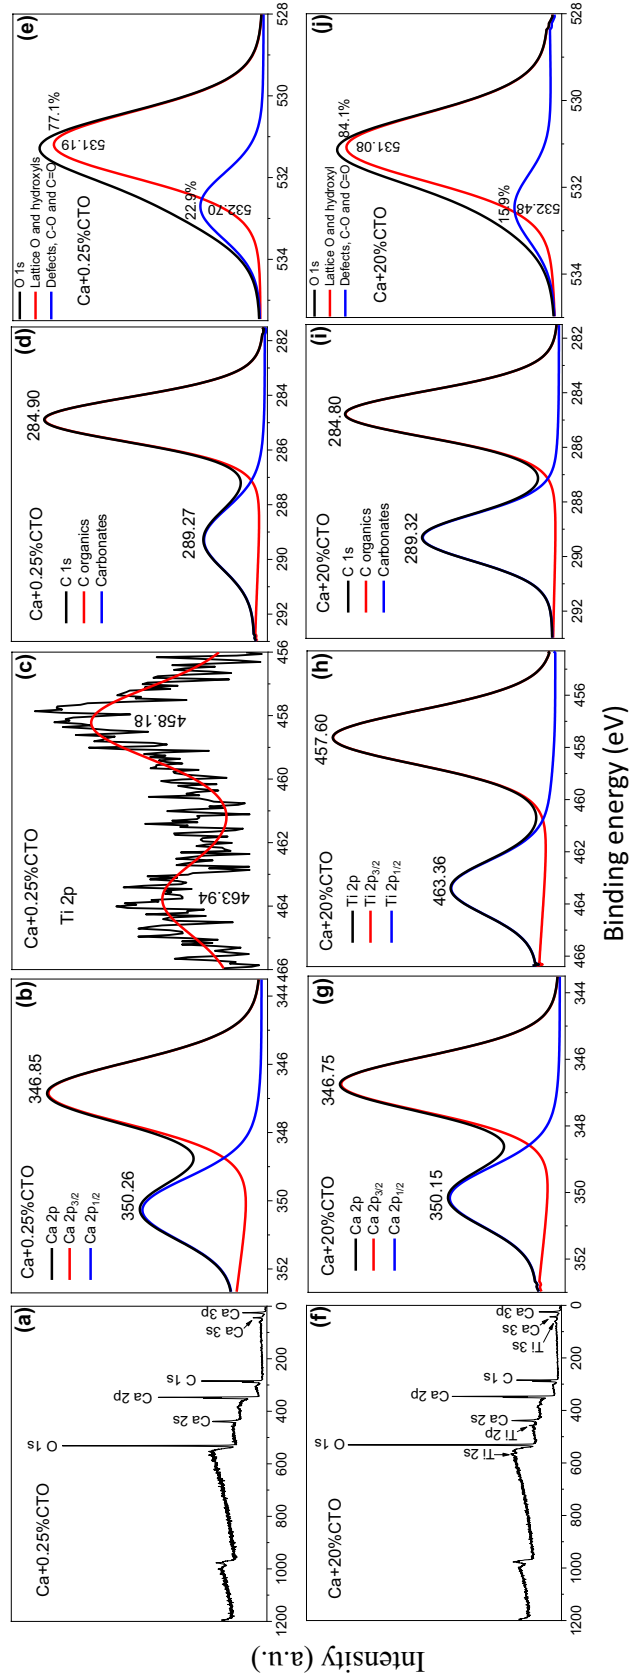 Intensity (a.u.)
(a)
Ca+0.25%CTO
O 1s
Ca 2s
Ca 2p
C 1s
Ca 3s
Ca 3p
1200 1000 800 600 400 200 0
(b)
Ca+0.25%CTO
Ca 2p
Ca 2p3/2
Ca 2p1/2
350.26
346.85
352 350 348 346 344
(c)
Ca+0.25%CTO
Ti 2p
463.94
458.18
466 464 462 460 458 456
(d)
Ca+0.25%CTO
C 1s
C organics
Carbonates
289.27
284.90
292 290 288 286 284 282
(e)
O 1s
Lattice O and hydroxyls
Defects, C-O and C=O
Ca+0.25%CTO
22.9%
532.70
77.1%
531.19
534 532 530 528
(f)
Ca+20%CTO
O 1s
Ti 2s
Ti 2p
Ca 2s
Ca 2p
C 1s
Ti 3s
Ca 3s
Ca 3p
1200 1000 800 600 400 200 0
(g)
Ca+20%CTO
Ca 2p
Ca 2p3/2
Ca 2p1/2
350.15
346.75
352 350 348 346 344
(h)
Ca+20%CTO
Ti 2p
Ti 2p3/2
Ti 2p1/2
463.36
457.60
466 464 462 460 458 456
(i)
Ca+20%CTO
C 1s
C organics
Carbonates
289.32
284.80
292 290 288 286 284 282
(j)
O 1s
Lattice O and hydroxyl
Defects, C-O and C=O
Ca+20%CTO
15.9%
532.48
84.1%
531.08
534 532 530 528
Binding energy (eV)